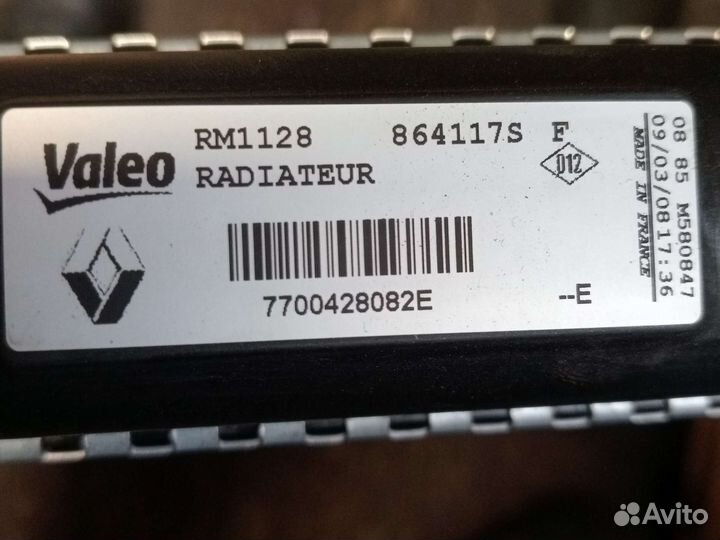 Valeo
RM1128 864117S F
RADIATEUR
D12
7700428082E
--E
08 85 M580847
09/03/08 17:36
MADE IN FRANCE
Avito